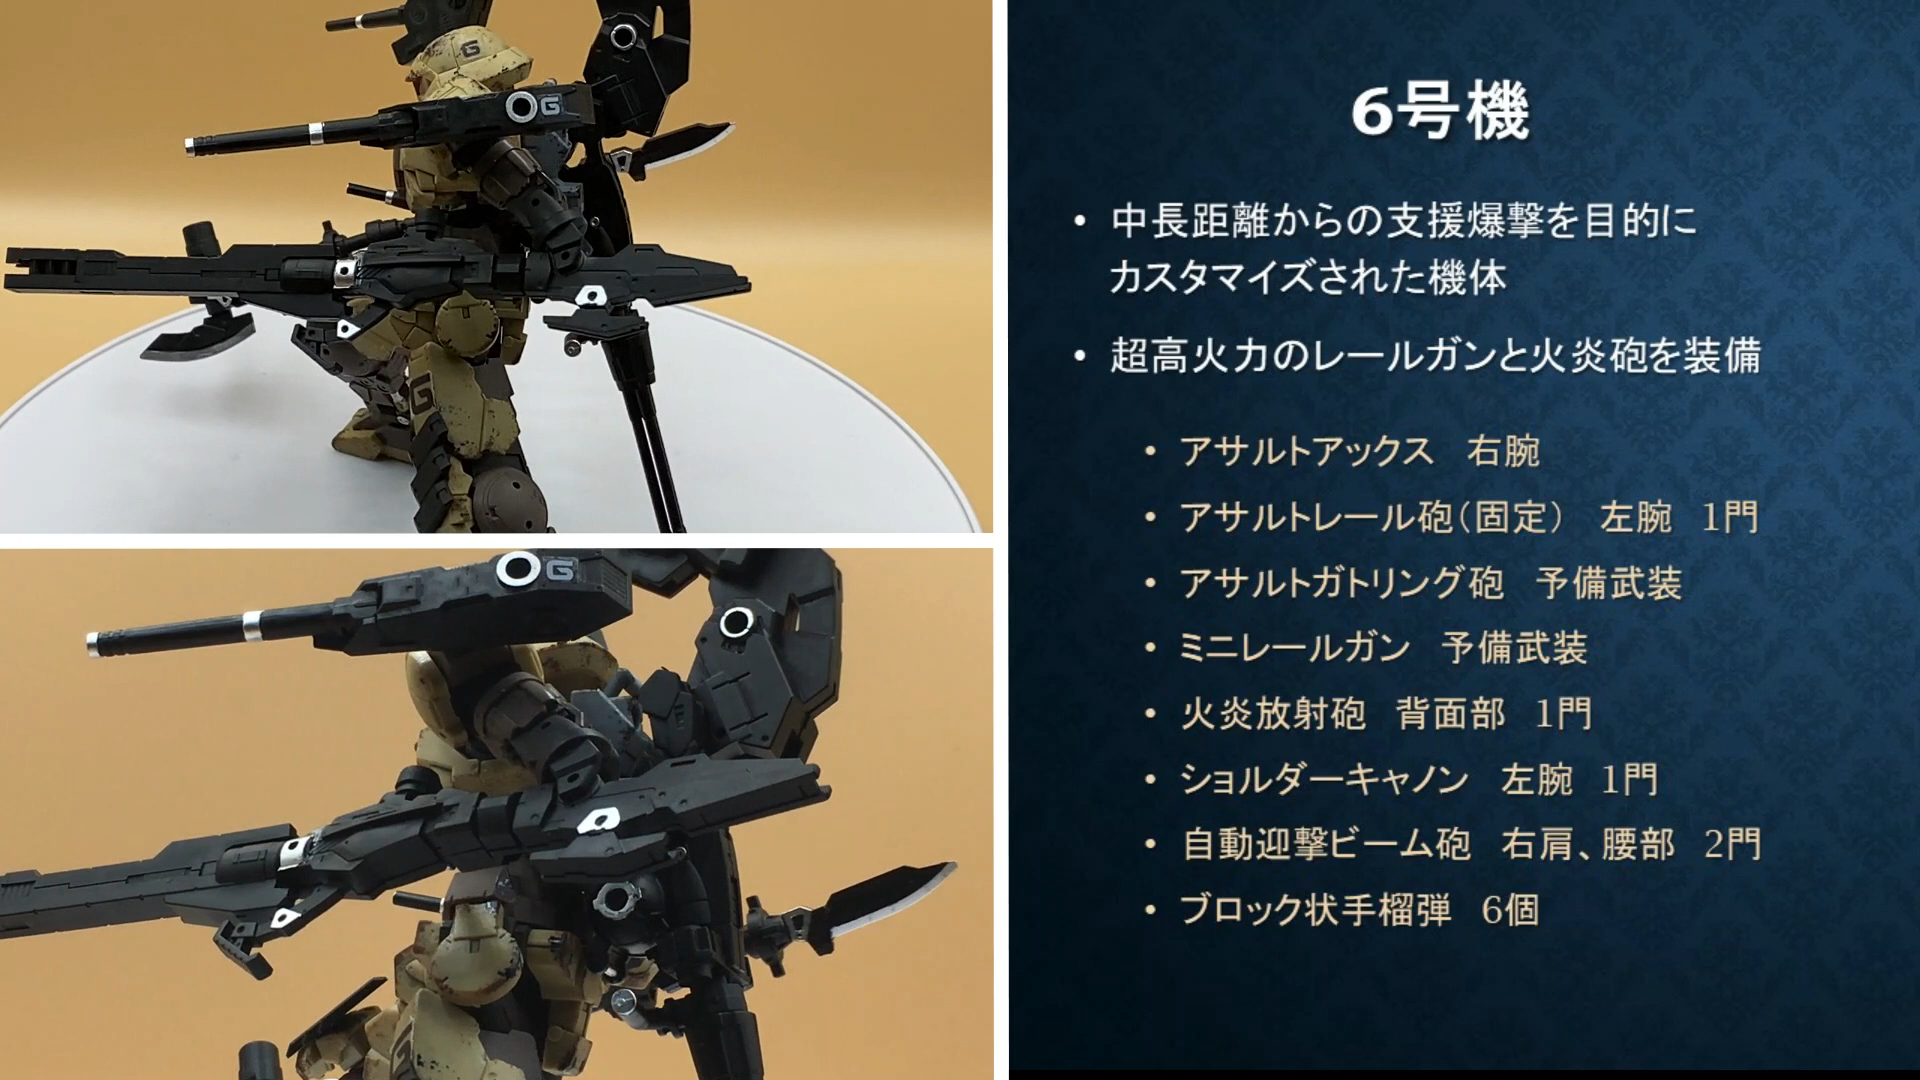 G
G
G
G
6号機
• 中長距離からの支援爆撃を目的に
カスタマイズされた機体
• 超高火力のレールガンと火炎砲を装備
• アサルトアックス　右腕
• アサルトレール砲（固定）　左腕　1門
• アサルトガトリング砲　予備武装
• ミニレールガン　予備武装
• 火炎放射砲　背面部　1門
• ショルダーキャノン　左腕　1門
• 自動迎撃ビーム砲　右肩、腰部　2門
• ブロック状手榴弾　6個